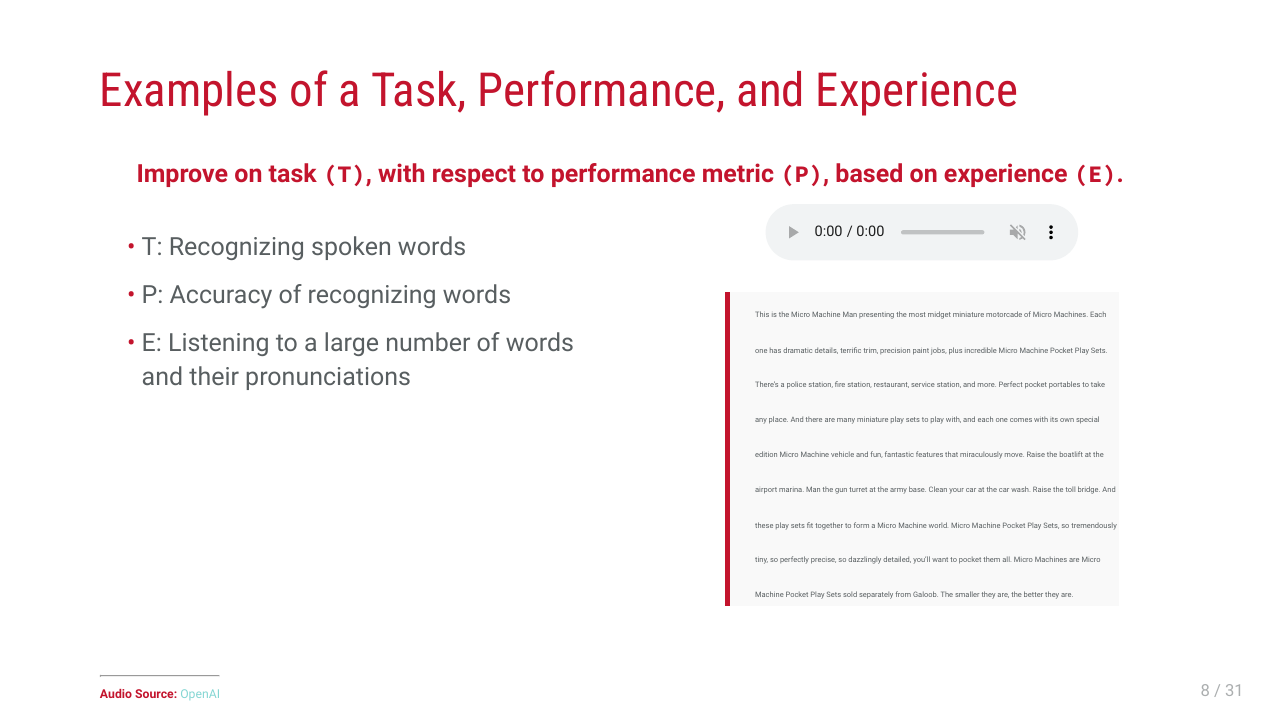 Examples of a Task, Performance, and Experience
Improve on task (T), with respect to performance metric (P), based on experience (E).
• T: Recognizing spoken words
• P: Accuracy of recognizing words
• E: Listening to a large number of words
and their pronunciations
0:00 / 0:00
This is the Micro Machine Man presenting the most midget miniature motorcade of Micro Machines. Each
one has dramatic details, terrific trim, precision paint jobs, plus incredible Micro Machine Pocket Play Sets.
There's a police station, fire station, restaurant, service station, and more. Perfect pocket portables to take
any place. And there are many miniature play sets to play with, and each one comes with its own special
edition Micro Machine vehicle and fun, fantastic features that miraculously move. Raise the boatlift at the
airport marina. Man the gun turret at the army base. Clean your car at the car wash. Raise the toll bridge. And
these play sets fit together to form a Micro Machine world. Micro Machine Pocket Play Sets, so tremendously
tiny, so perfectly precise, so dazzlingly detailed, you'll want to pocket them all. Micro Machines are Micro
Machine Pocket Play Sets sold separately from Galoob. The smaller they are, the better they are.
Audio Source: OpenAI
8 / 31